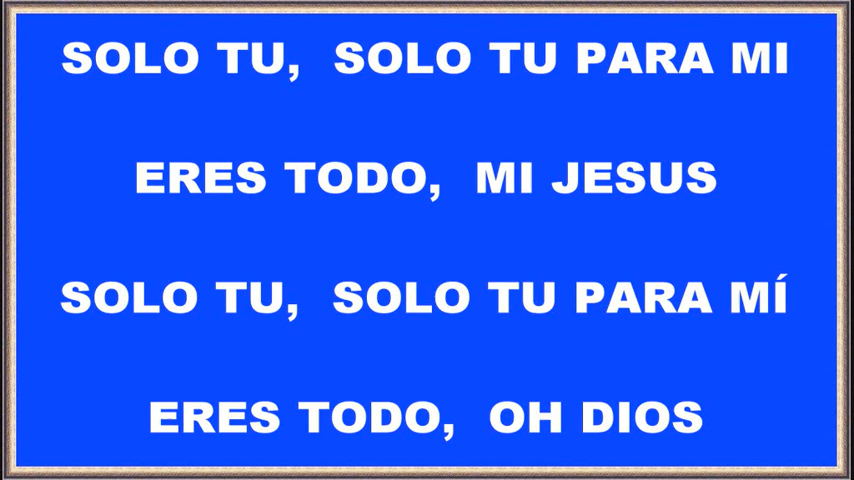 SOLO TU, SOLO TU PARA MI
ERES TODO, MI JESUS
SOLO TU, SOLO TU PARA MÍ
ERES TODO, OH DIOS